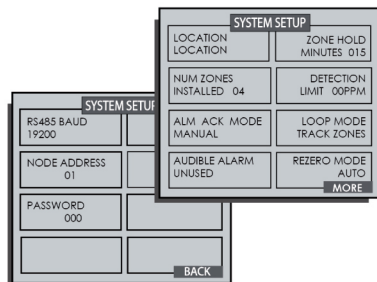 SYSTEM SETUP
LOCATION
LOCATION
ZONE HOLD
MINUTES 015
NUM ZONES
INSTALLED 04
DETECTION
LIMIT 00PPM
ALM ACK MODE
MANUAL
LOOP MODE
TRACK ZONES
AUDIBLE ALARM
UNUSED
REZERO MODE
AUTO
MORE
SYSTEM SETUP
RS485 BAUD
19200
NODE ADDRESS
01
PASSWORD
000
BACK